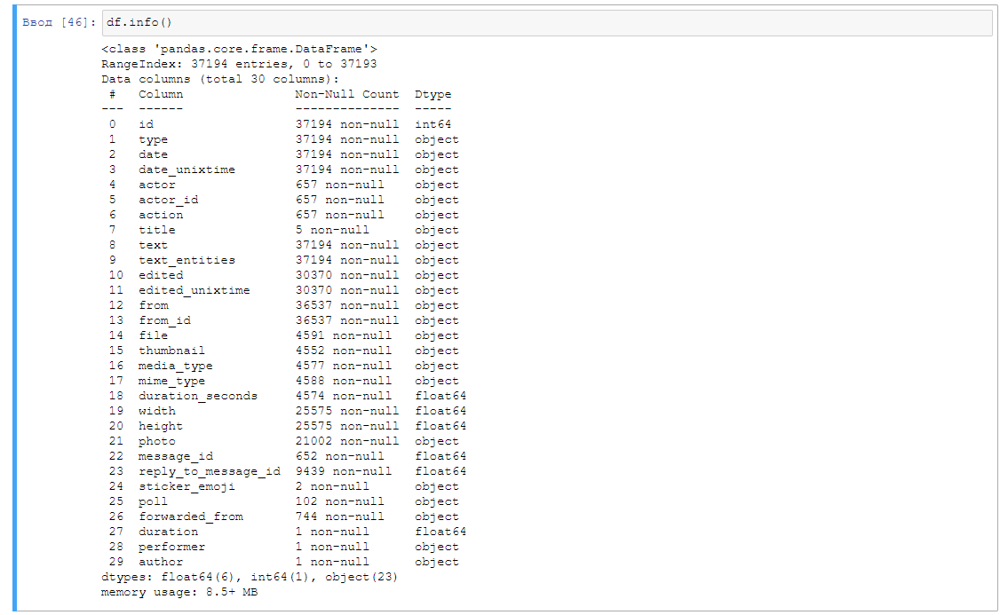 Ввод [46]: df.info()
<class 'pandas.core.frame.DataFrame'>
RangeIndex: 37194 entries, 0 to 37193
Data columns (total 30 columns):
 #   Column               Non-Null Count  Dtype
---  ------               --------------  -----
 0   id                   37194 non-null  int64
 1   type                 37194 non-null  object
 2   date                 37194 non-null  object
 3   date_unixtime        37194 non-null  object
 4   actor                657 non-null    object
 5   actor_id             657 non-null    object
 6   action               657 non-null    object
 7   title                5 non-null      object
 8   text                 37194 non-null  object
 9   text_entities        37194 non-null  object
 10  edited               30370 non-null  object
 11  edited_unixtime      30370 non-null  object
 12  from                 36537 non-null  object
 13  from_id              36537 non-null  object
 14  file                 4591 non-null   object
 15  thumbnail            4552 non-null   object
 16  media_type           4577 non-null   object
 17  mime_type            4588 non-null   object
 18  duration_seconds     4574 non-null   float64
 19  width                25575 non-null  float64
 20  height               25575 non-null  float64
 21  photo                21002 non-null  object
 22  message_id           652 non-null    float64
 23  reply_to_message_id  9439 non-null   float64
 24  sticker_emoji        2 non-null      object
 25  poll                 102 non-null    object
 26  forwarded_from       744 non-null    object
 27  duration             1 non-null      float64
 28  performer            1 non-null      object
 29  author               1 non-null      object
dtypes: float64(6), int64(1), object(23)
memory usage: 8.5+ MB